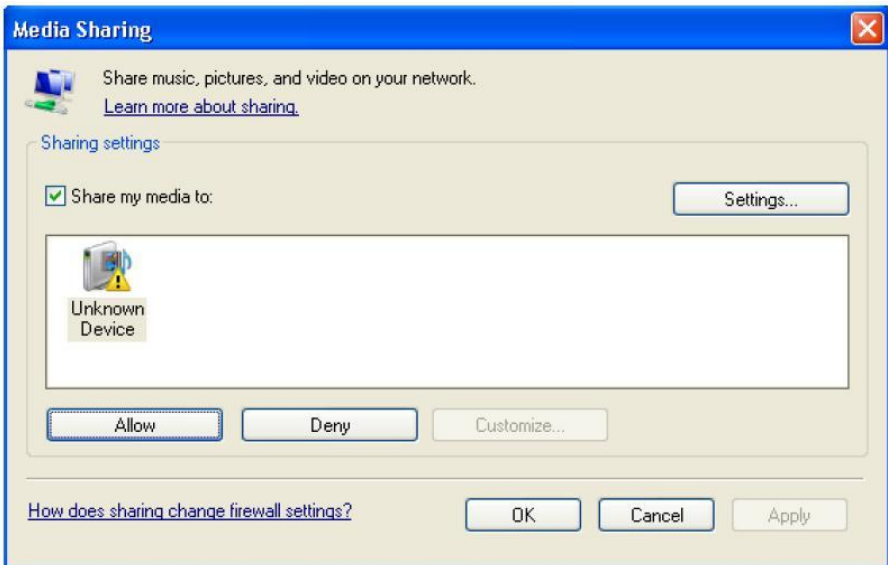 Media Sharing
Share music, pictures, and video on your network.
Learn more about sharing.
Sharing settings
Share my media to:
Settings...
Unknown
Device
Allow
Deny
Customize...
How does sharing change firewall settings?
OK
Cancel
Apply